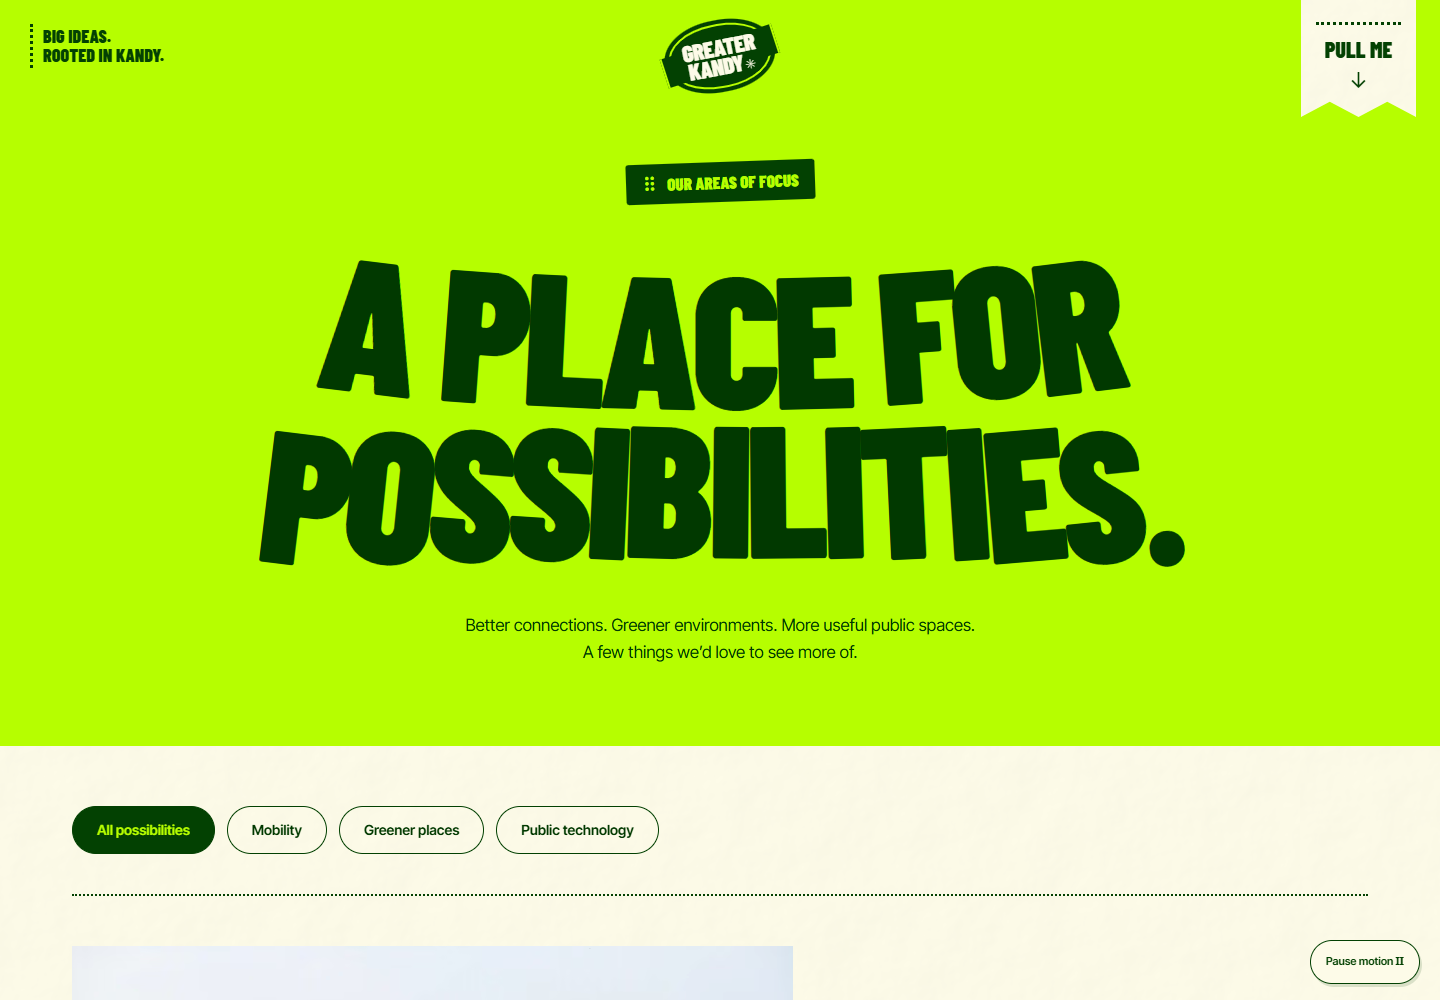 BIG IDEAS.
ROOTED IN KANDY.
GREATER
KANDY
PULL ME
OUR AREAS OF FOCUS
A PLACE FOR
POSSIBILITIES.
Better connections. Greener environments. More useful public spaces.
A few things we’d love to see more of.
All possibilities
Mobility
Greener places
Public technology
Pause motion